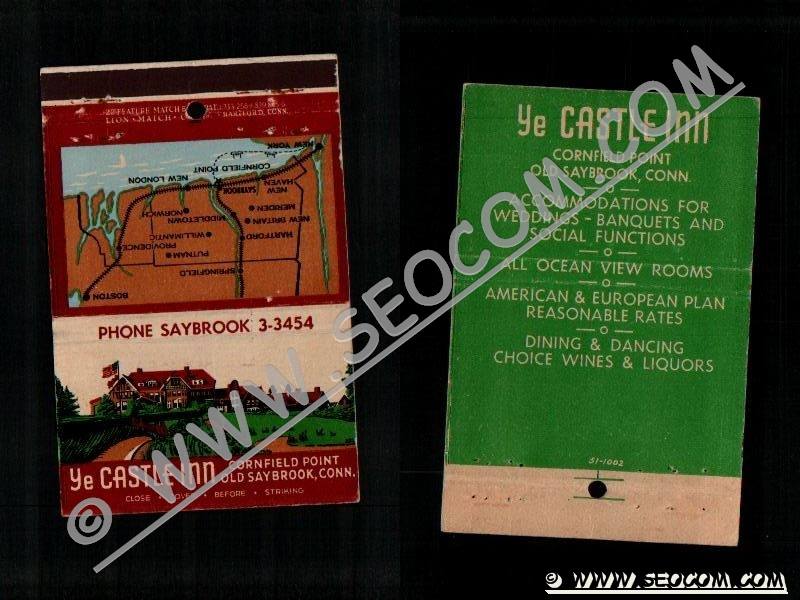 LION MATCH HARTFORD, CONN.
NEW YORK
CORNFIELD POINT
NEW LONDON
NEW HAVEN
SAYBROOK
MERIDEN
MIDDLETOWN
NORWICH
NEW BRITAIN
WILLIMANTIC
HARTFORD
PROVIDENCE
PUTNAM
SPRINGFIELD
BOSTON
PHONE SAYBROOK 3-3454
Ye CASTLE INN CORNFIELD POINT
OLD SAYBROOK, CONN.
CLOSE COVER • BEFORE • STRIKING
Ye CASTLE INN
CORNFIELD POINT
OLD SAYBROOK, CONN.
ACCOMMODATIONS FOR
WEDDINGS - BANQUETS AND
SOCIAL FUNCTIONS
ALL OCEAN VIEW ROOMS
AMERICAN & EUROPEAN PLAN
REASONABLE RATES
DINING & DANCING
CHOICE WINES & LIQUORS
51-1002
© WWW.SEOCOM.COM
© WWW.SEOCOM.COM